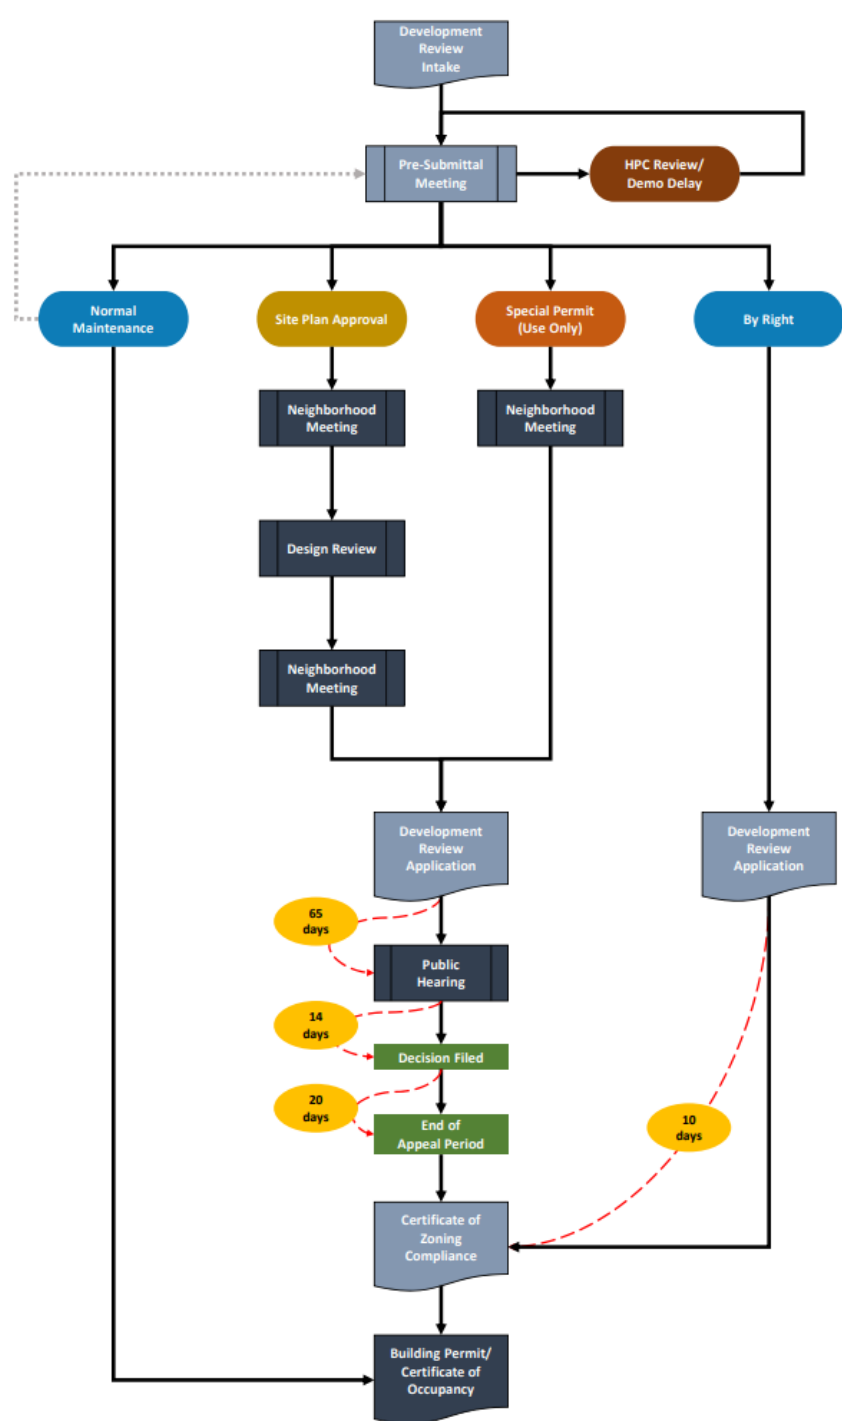 Development
Review
Intake
Pre-Submittal
Meeting
HPC Review/
Demo Delay
Normal
Maintenance
Site Plan Approval
Special Permit
(Use Only)
By Right
Neighborhood
Meeting
Neighborhood
Meeting
Design Review
Neighborhood
Meeting
Development
Review
Application
Development
Review
Application
65
days
Public
Hearing
14
days
Decision Filed
20
days
End of
Appeal Period
10
days
Certificate of
Zoning
Compliance
Building Permit/
Certificate of
Occupancy